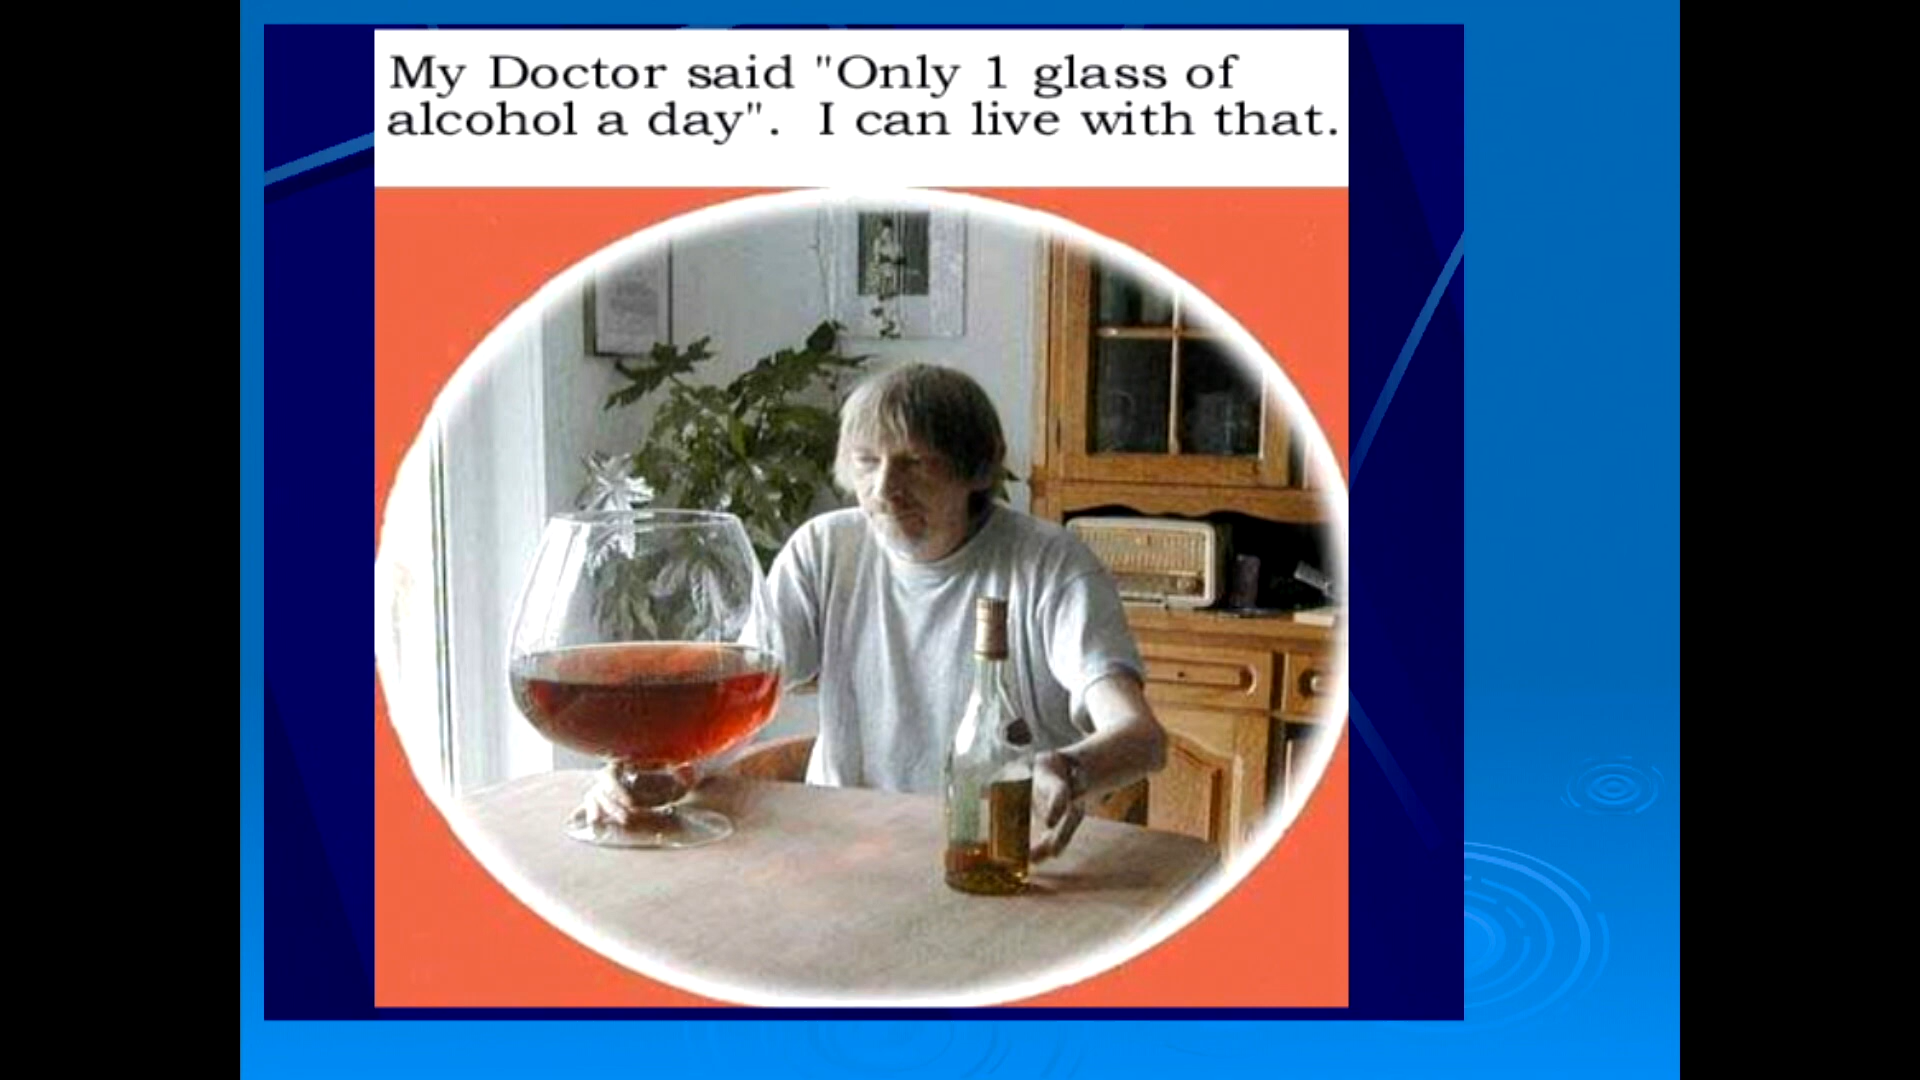 My Doctor said "Only 1 glass of
alcohol a day".  I can live with that.